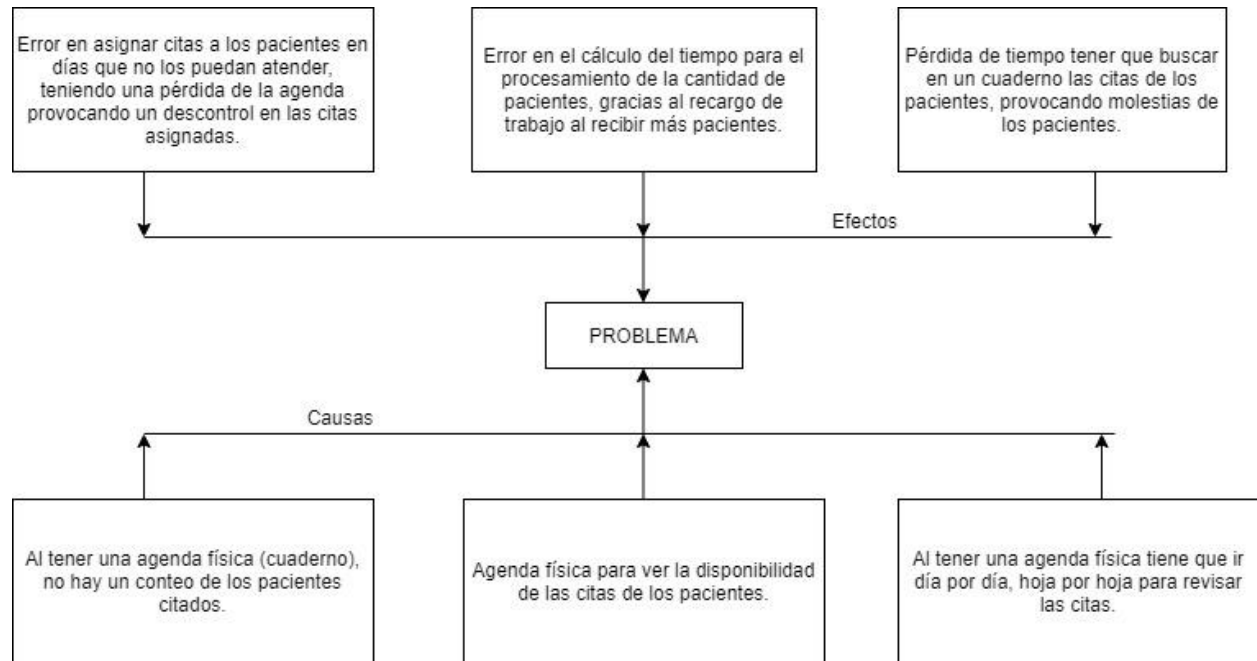 Error en asignar citas a los pacientes en
días que no los puedan atender,
teniendo una pérdida de la agenda
provocando un descontrol en las citas
asignadas.
Error en el cálculo del tiempo para el
procesamiento de la cantidad de
pacientes, gracias al recargo de
trabajo al recibir más pacientes.
Pérdida de tiempo tener que buscar
en un cuaderno las citas de los
pacientes, provocando molestias de
los pacientes.
Efectos
PROBLEMA
Causas
Al tener una agenda física (cuaderno),
no hay un conteo de los pacientes
citados.
Agenda física para ver la disponibilidad
de las citas de los pacientes.
Al tener una agenda física tiene que ir
día por día, hoja por hoja para revisar
las citas.